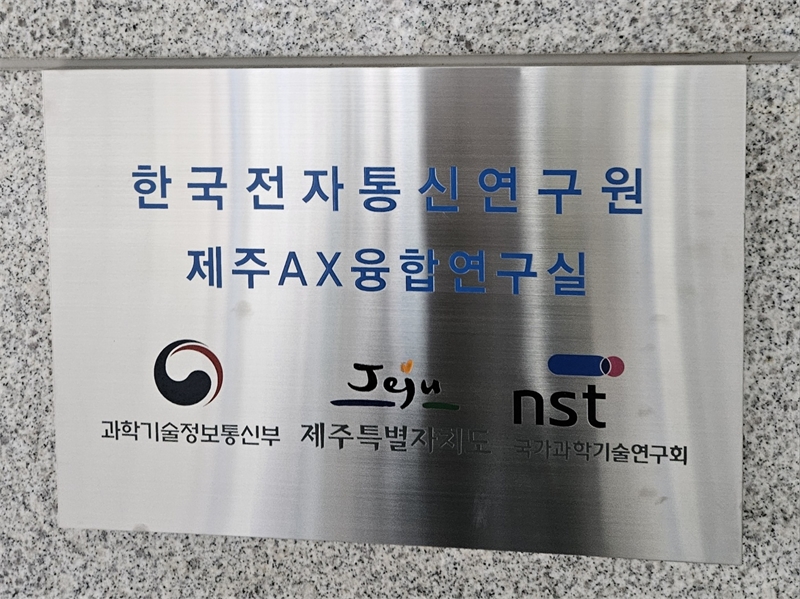 한국전자통신연구원
제주AX융합연구실
과학기술정보통신부
Jeju
제주특별자치도
nst
국가과학기술연구회